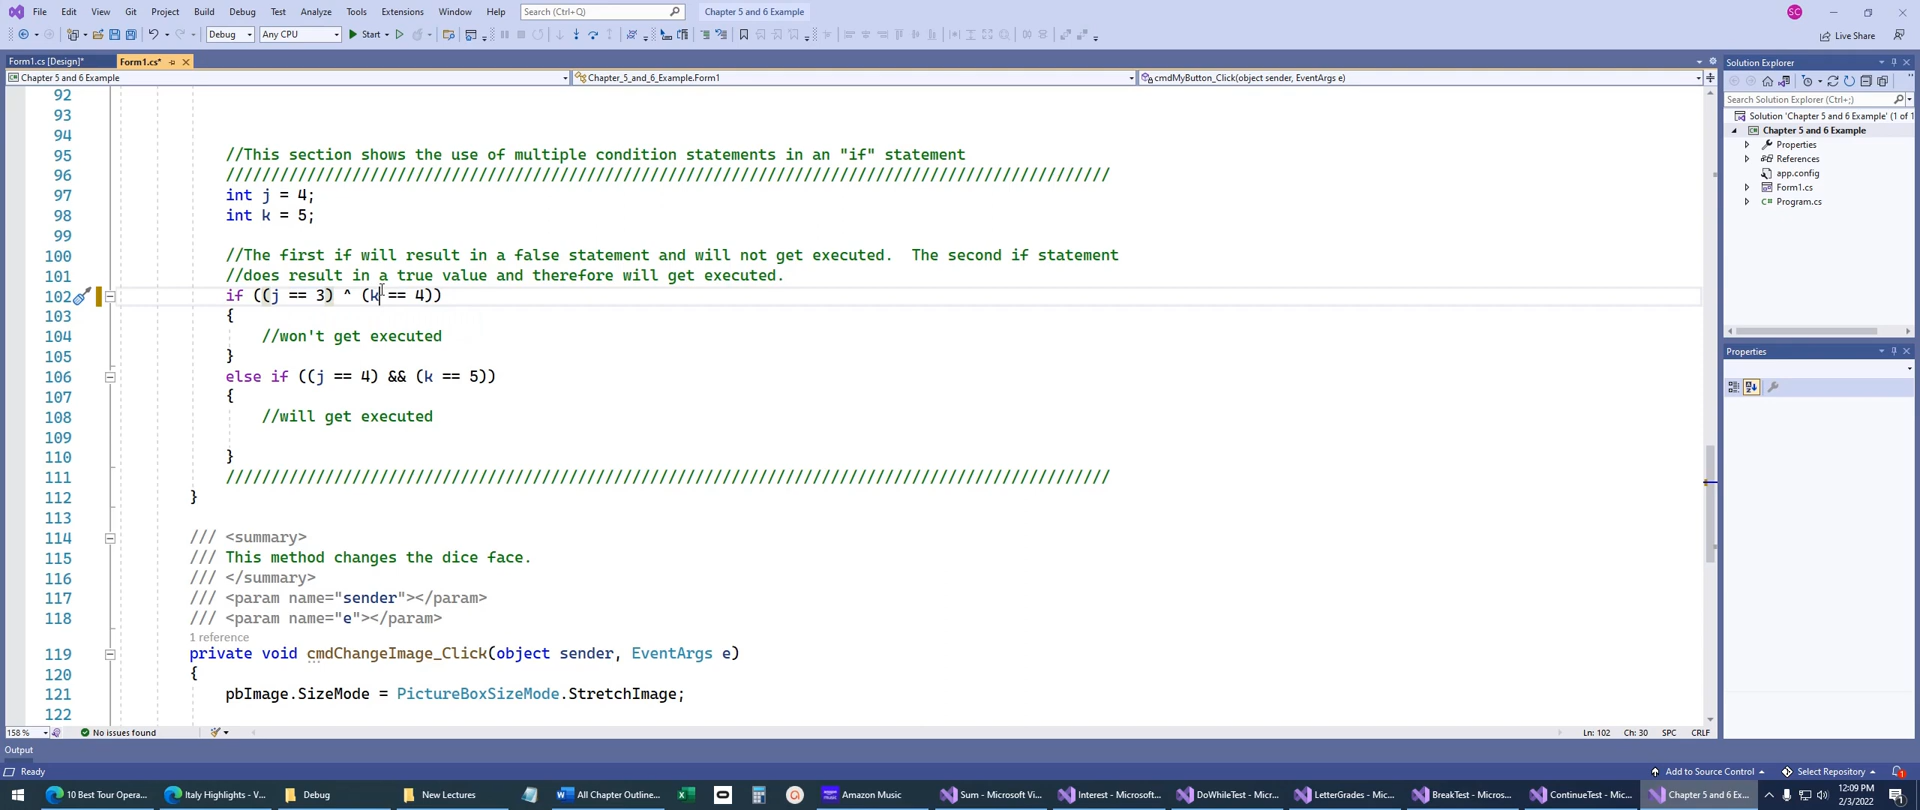 File Edit View Git Project Build Debug Test Analyze Tools Extensions Window Help Search (Ctrl+Q) Chapter 5 and 6 Example SC
Debug Any CPU Start Live Share
Form1.cs [Design]* Form1.cs*
Chapter 5 and 6 Example Chapter_5_and_6_Example.Form1 cmdMyButton_Click(object sender, EventArgs e)
92
93
94
95 //This section shows the use of multiple condition statements in an "if" statement
96 //////////////////////////////////////////////////////////////////////////////////////////////////
97 int j = 4;
98 int k = 5;
99
100 //The first if will result in a false statement and will not get executed.  The second if statement
101 //does result in a true value and therefore will get executed.
102 if ((j == 3) ^ (k == 4))
103 {
104 //won't get executed
105 }
106 else if ((j == 4) && (k == 5))
107 {
108 //will get executed
109
110 }
111 //////////////////////////////////////////////////////////////////////////////////////////////////
112 }
113
114 /// <summary>
115 /// This method changes the dice face.
116 /// </summary>
117 /// <param name="sender"></param>
118 /// <param name="e"></param>
1 reference
119 private void cmdChangeImage_Click(object sender, EventArgs e)
120 {
121 pbImage.SizeMode = PictureBoxSizeMode.StretchImage;
122
158 % No issues found Ln: 102 Ch: 30 SPC CRLF
Solution Explorer
Search Solution Explorer (Ctrl+;)
Solution 'Chapter 5 and 6 Example' (1 of 1
Chapter 5 and 6 Example
Properties
References
app.config
Form1.cs
C# Program.cs
Properties
Output
Ready Add to Source Control Select Repository 1
10 Best Tour Opera... Italy Highlights - V... Debug New Lectures All Chapter Outline... Amazon Music Sum - Microsoft Vi... Interest - Microsoft... DoWhileTest - Micr... LetterGrades - Micr... BreakTest - Micros... ContinueTest - Mic... Chapter 5 and 6 Ex... 12:09 PM
2/3/2022